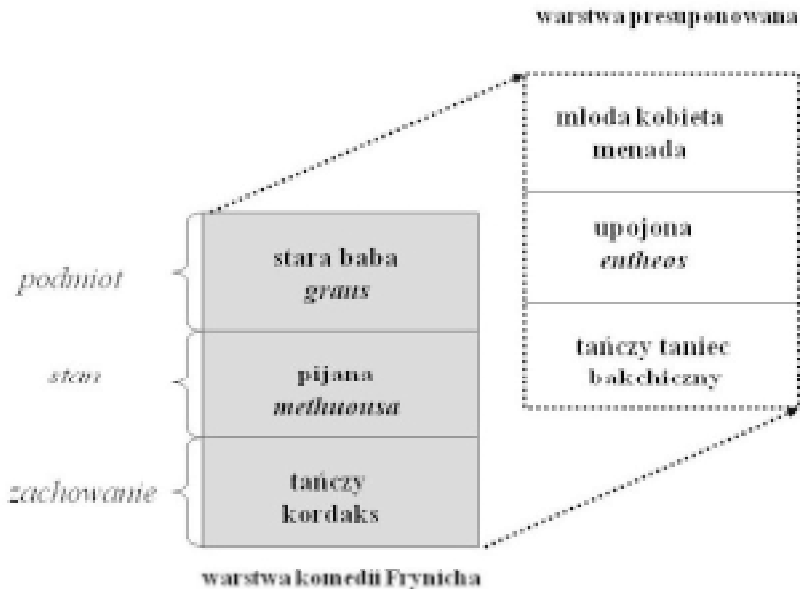 warstwa presuponowana
młoda kobieta
menada
upojona
entheos
tańczy taniec
bakchiczny
podmiot
stara baba
graus
stan
pijana
methuousa
zachowanie
tańczy
kordaks
warstwa komedii Frynicha